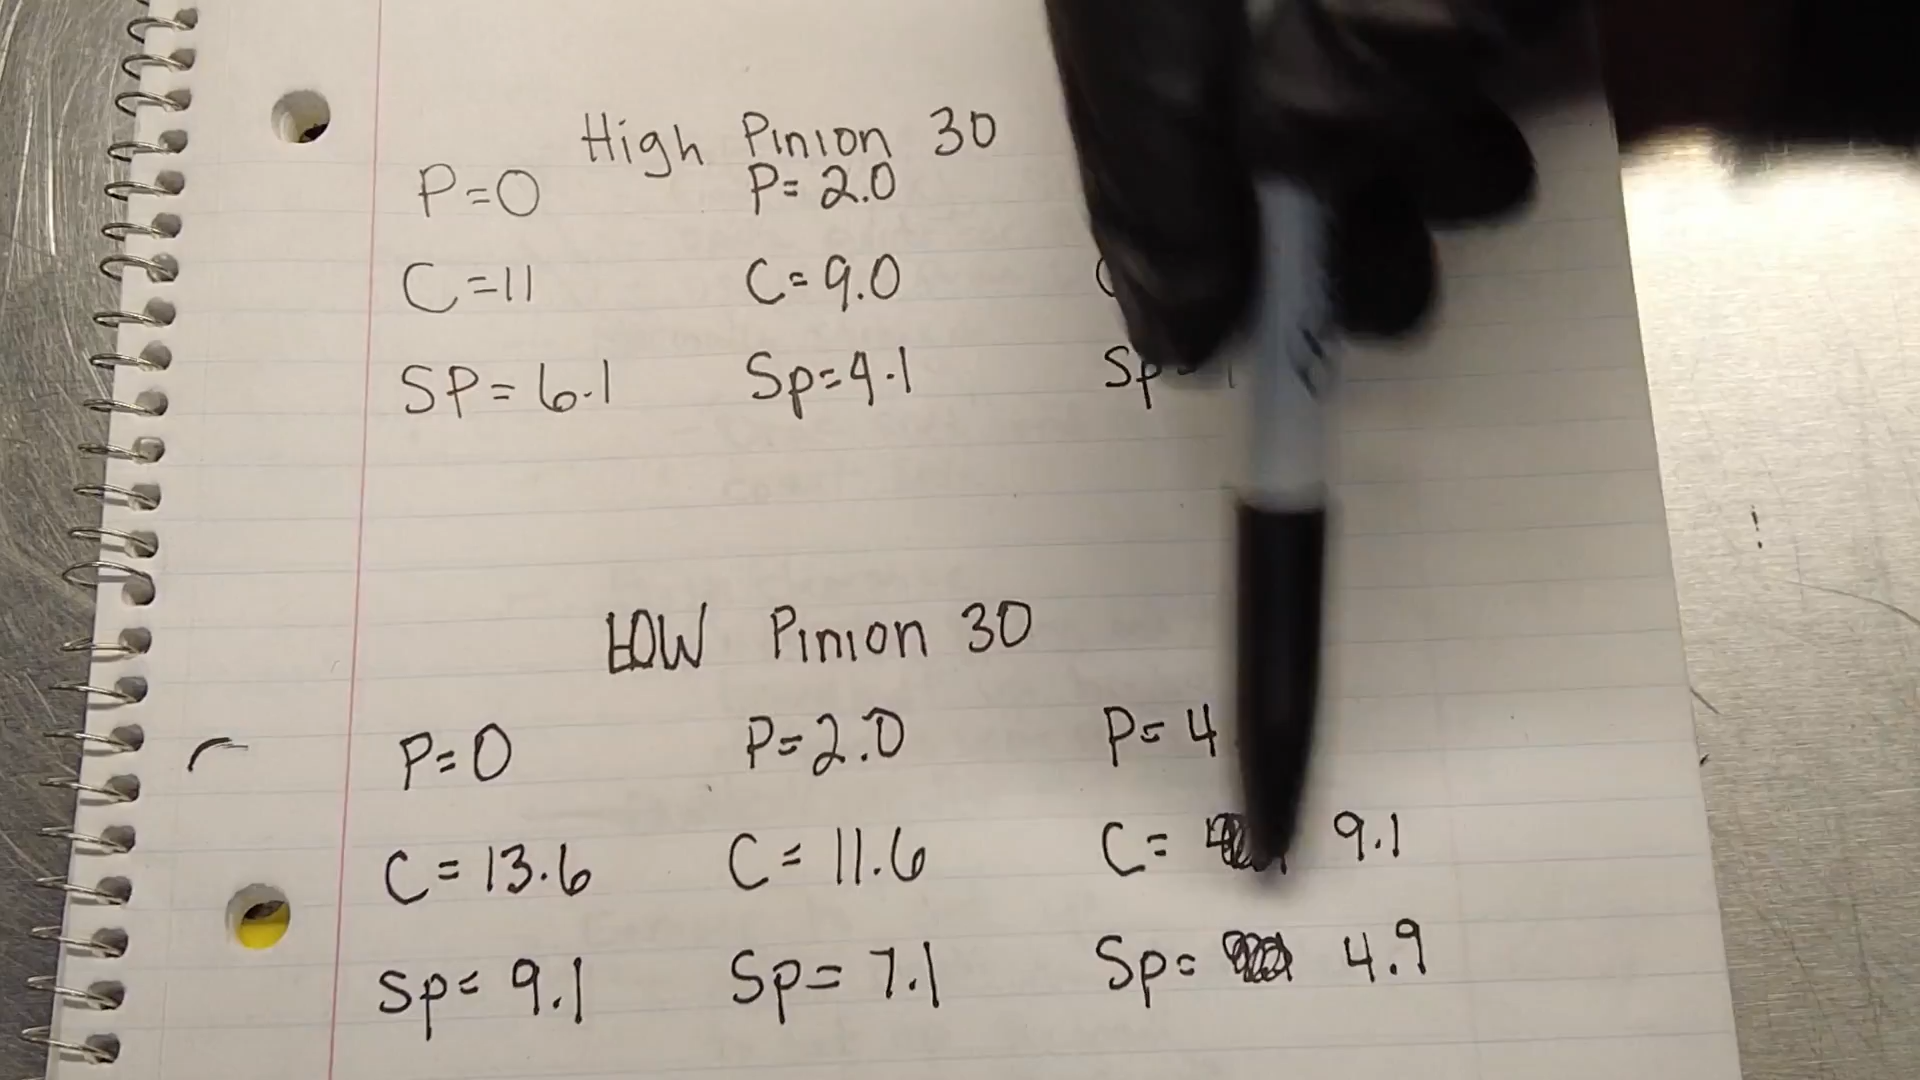 High Pinion 30
P=0 P=2.0
C=11 C=9.0
SP=6.1 Sp=4.1 Sp=
LOW Pinion 30
P=0 P=2.0 P=4
C=13.6 C=11.6 C= 9.1
Sp=9.1 Sp=7.1 Sp= 4.9